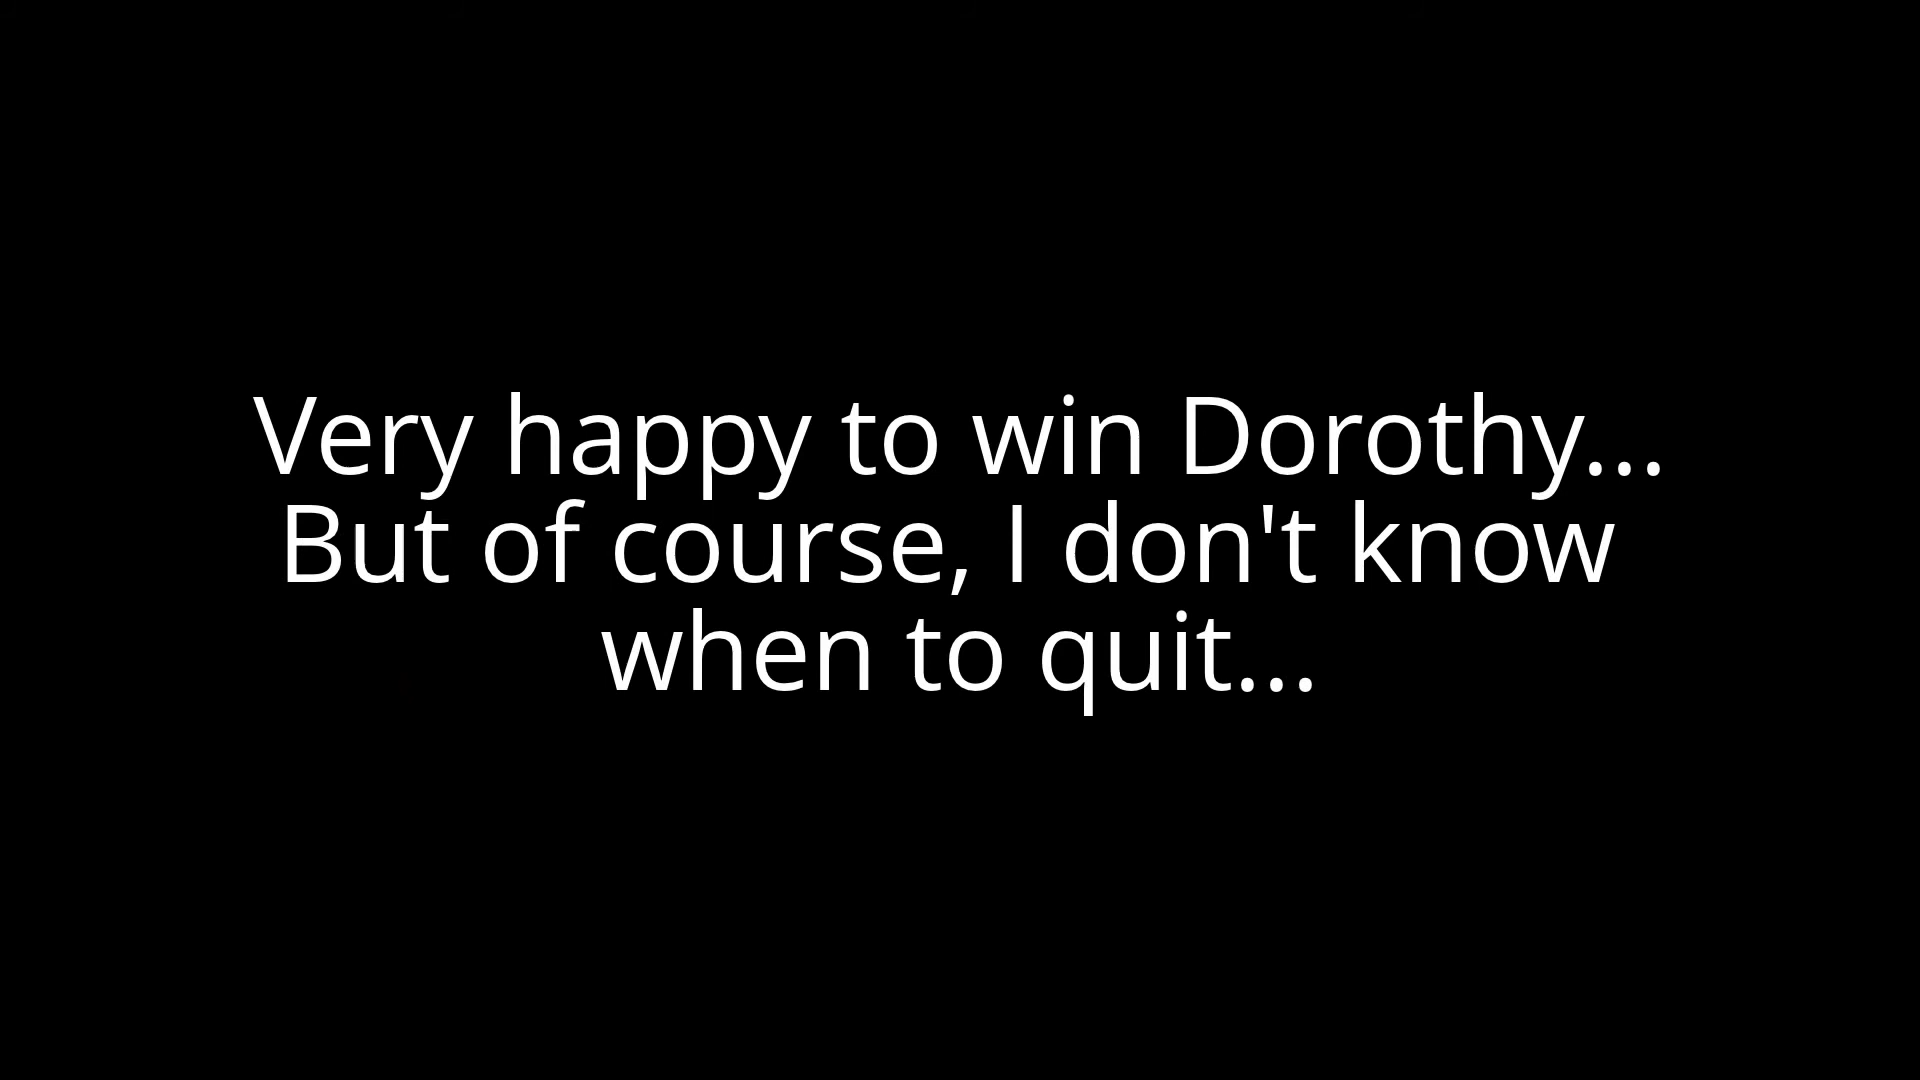 Very happy to win Dorothy...
But of course, I don't know
when to quit...